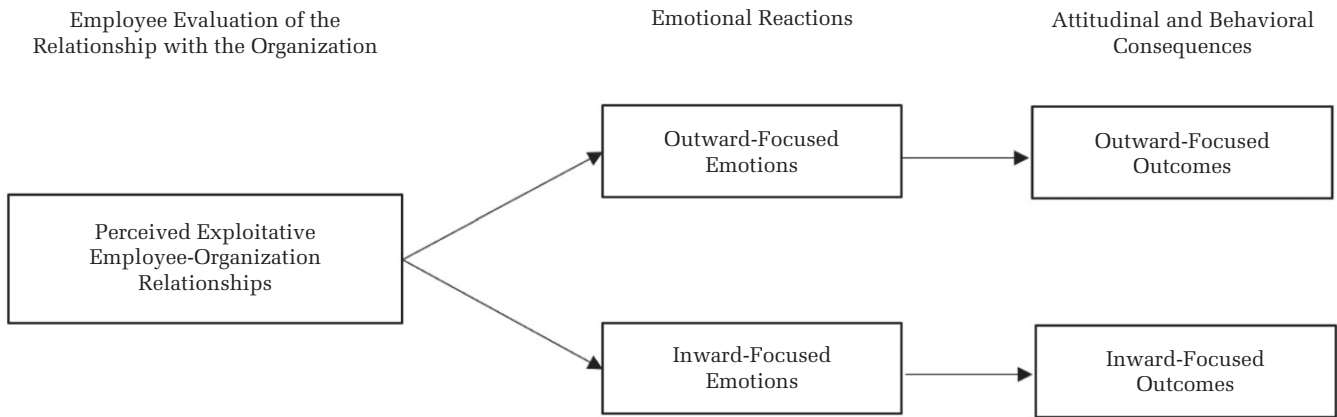 Employee Evaluation of the
Relationship with the Organization
Emotional Reactions
Attitudinal and Behavioral
Consequences
Perceived Exploitative
Employee-Organization
Relationships
Outward-Focused
Emotions
Outward-Focused
Outcomes
Inward-Focused
Emotions
Inward-Focused
Outcomes